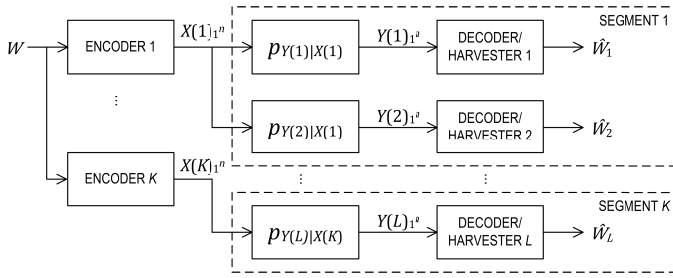 SEGMENT 1
W
ENCODER 1
X(1)₁ⁿ
p_{Y(1)|X(1)}
Y(1)₁ⁿ
DECODER/
HARVESTER 1
Ŵ₁
...
p_{Y(2)|X(1)}
Y(2)₁ⁿ
DECODER/
HARVESTER 2
Ŵ₂
ENCODER K
X(K)₁ⁿ
...
...
SEGMENT K
p_{Y(L)|X(K)}
Y(L)₁ⁿ
DECODER/
HARVESTER L
Ŵ_L